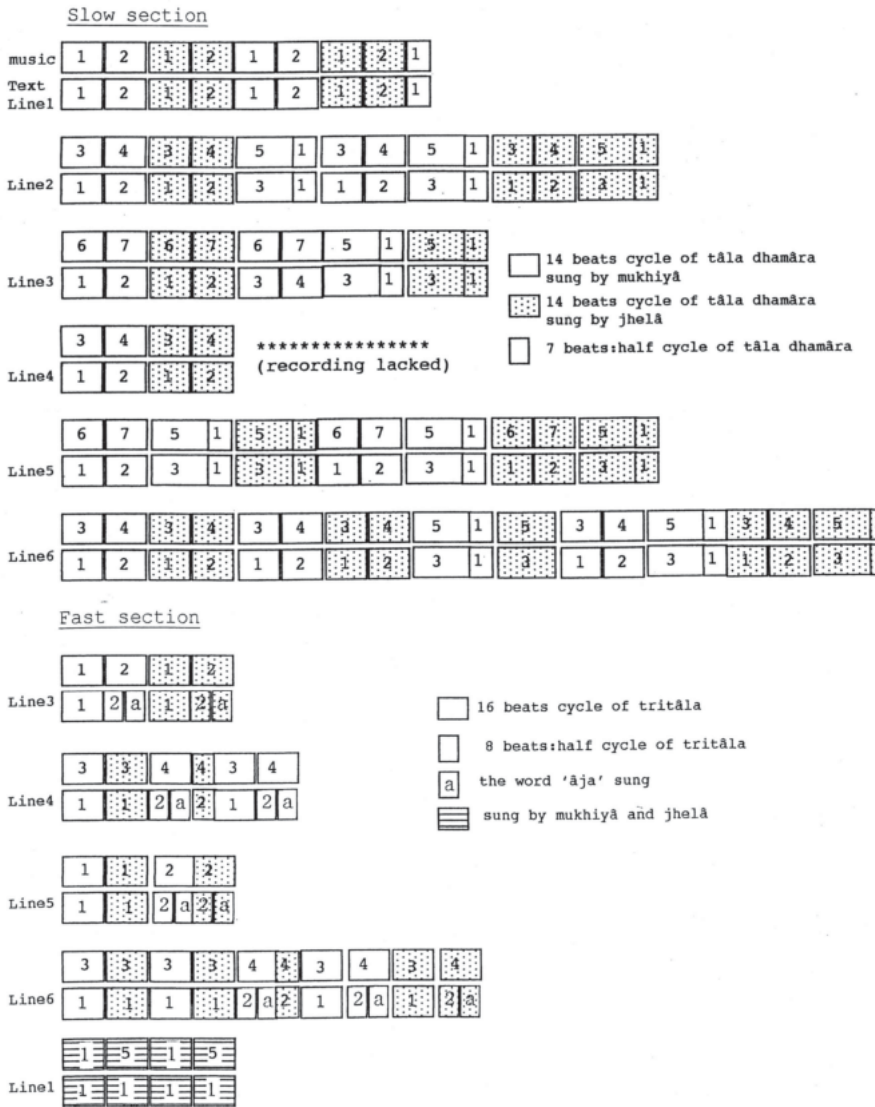 Slow section
music 1 2 1 2 1 2 1 2 1
Text Line1 1 2 1 2 1 2 1 2 1
3 4 3 4 5 1 3 4 5 1 3 4 5 1
Line2 1 2 1 2 3 1 1 2 3 1 1 2 3 1
6 7 6 7 6 7 5 1 5 1
Line3 1 2 1 2 3 4 3 1 3 1
14 beats cycle of tâla dhamâra
sung by mukhiyâ
14 beats cycle of tâla dhamâra
sung by jhelâ
7 beats:half cycle of tâla dhamâra
3 4 3 4
Line4 1 2 1 2
****************
(recording lacked)
6 7 5 1 5 1 6 7 5 1 6 7 5 1
Line5 1 2 3 1 3 1 1 2 3 1 1 2 3 1
3 4 3 4 3 4 3 4 5 1 5 3 4 5 1 3 4 5
Line6 1 2 1 2 1 2 1 2 3 1 3 1 2 3 1 1 2 3
Fast section
1 2 1 2
Line3 1 2 a 1 2 a
3 3 4 4 3 4
Line4 1 1 2 a 2 1 2 a
16 beats cycle of tritâla
8 beats:half cycle of tritâla
a the word 'âja' sung
sung by mukhiyâ and jhelâ
1 1 2 2
Line5 1 1 2 a 2 a
3 3 3 3 4 4 3 4 3 4
Line6 1 1 1 1 2 a 2 1 2 a 1 2 a
1 5 1 5
Line1 1 1 1 1